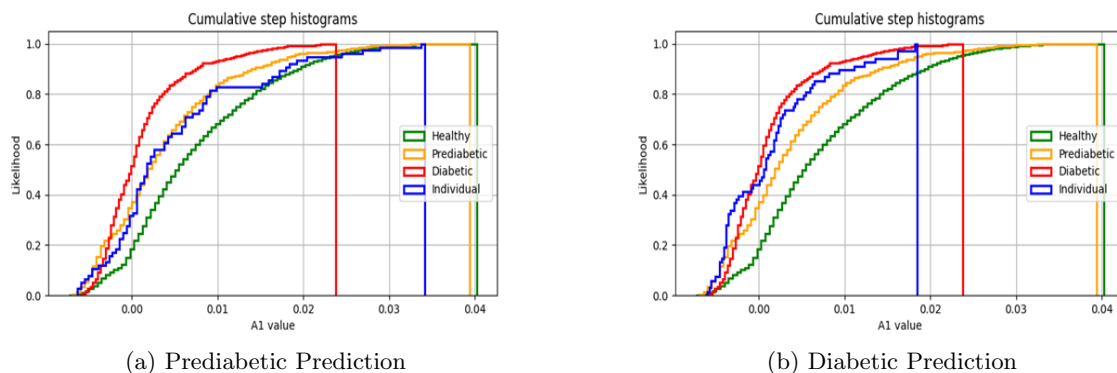 Cumulative step histograms
1.0
0.8
0.6
0.4
0.2
0.0
Likelihood
Healthy
Prediabetic
Diabetic
Individual
0.00 0.01 0.02 0.03 0.04
A1 value
(a) Prediabetic Prediction
Cumulative step histograms
1.0
0.8
0.6
0.4
0.2
0.0
Likelihood
Healthy
Prediabetic
Diabetic
Individual
0.00 0.01 0.02 0.03 0.04
A1 value
(b) Diabetic Prediction